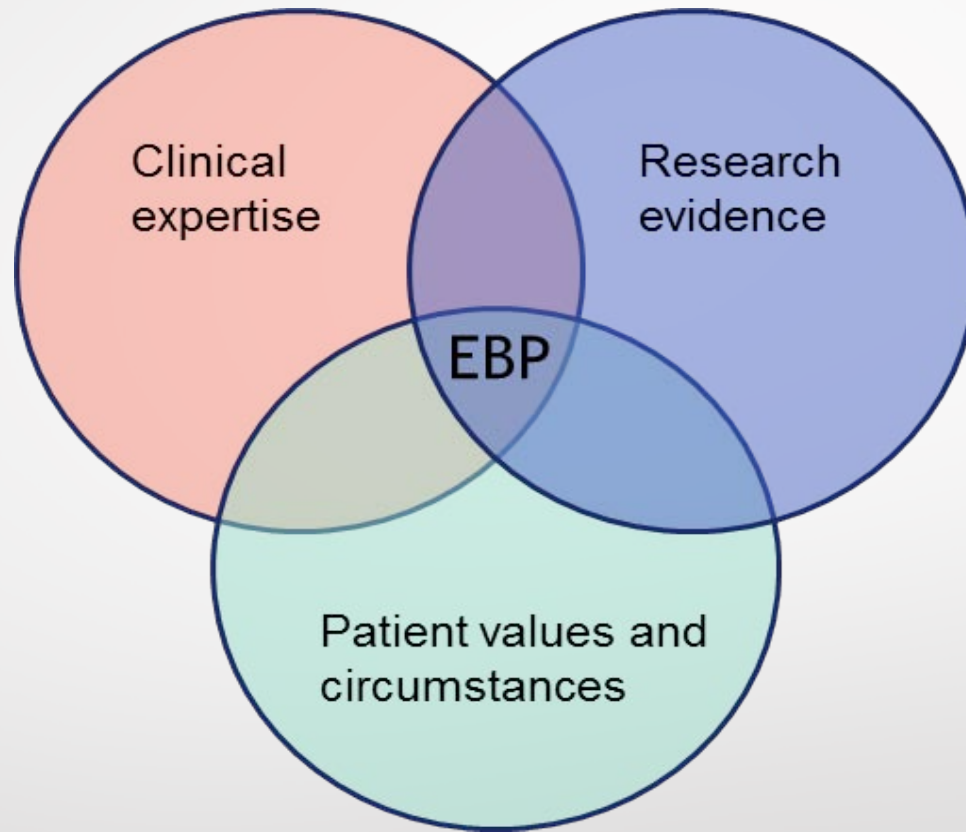 Clinical
expertise
Research
evidence
EBP
Patient values and
circumstances